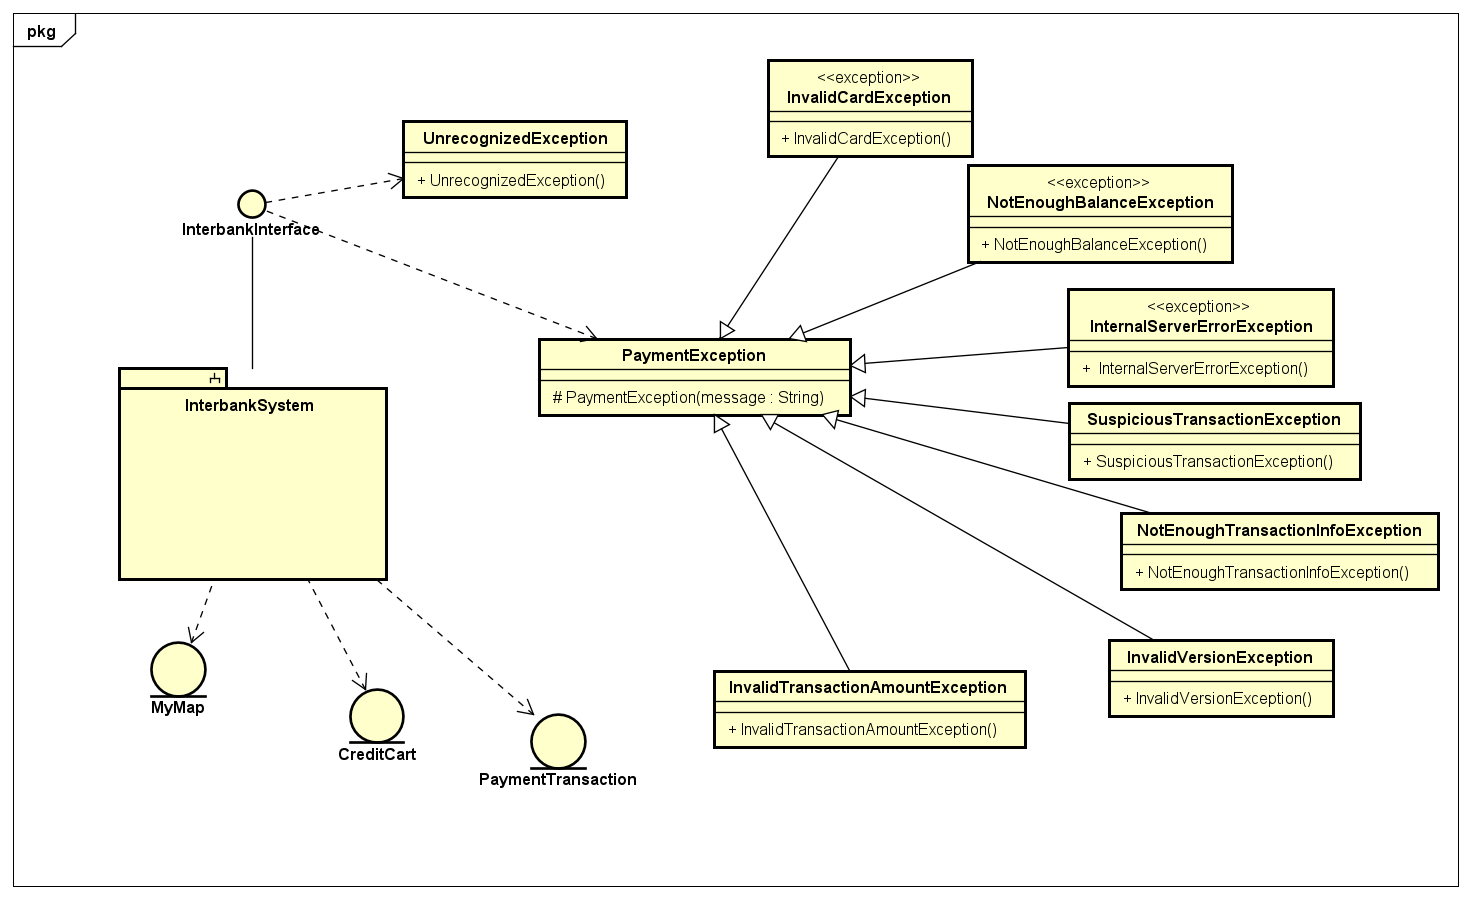 pkg
<<exception>>
InvalidCardException
+ InvalidCardException()
UnrecognizedException
+ UnrecognizedException()
<<exception>>
NotEnoughBalanceException
+ NotEnoughBalanceException()
InterbankInterface
<<exception>>
InternalServerErrorException
+ InternalServerErrorException()
PaymentException
# PaymentException(message : String)
InterbankSystem
SuspiciousTransactionException
+ SuspiciousTransactionException()
NotEnoughTransactionInfoException
+ NotEnoughTransactionInfoException()
InvalidVersionException
+ InvalidVersionException()
InvalidTransactionAmountException
+ InvalidTransactionAmountException()
MyMap
CreditCart
PaymentTransaction